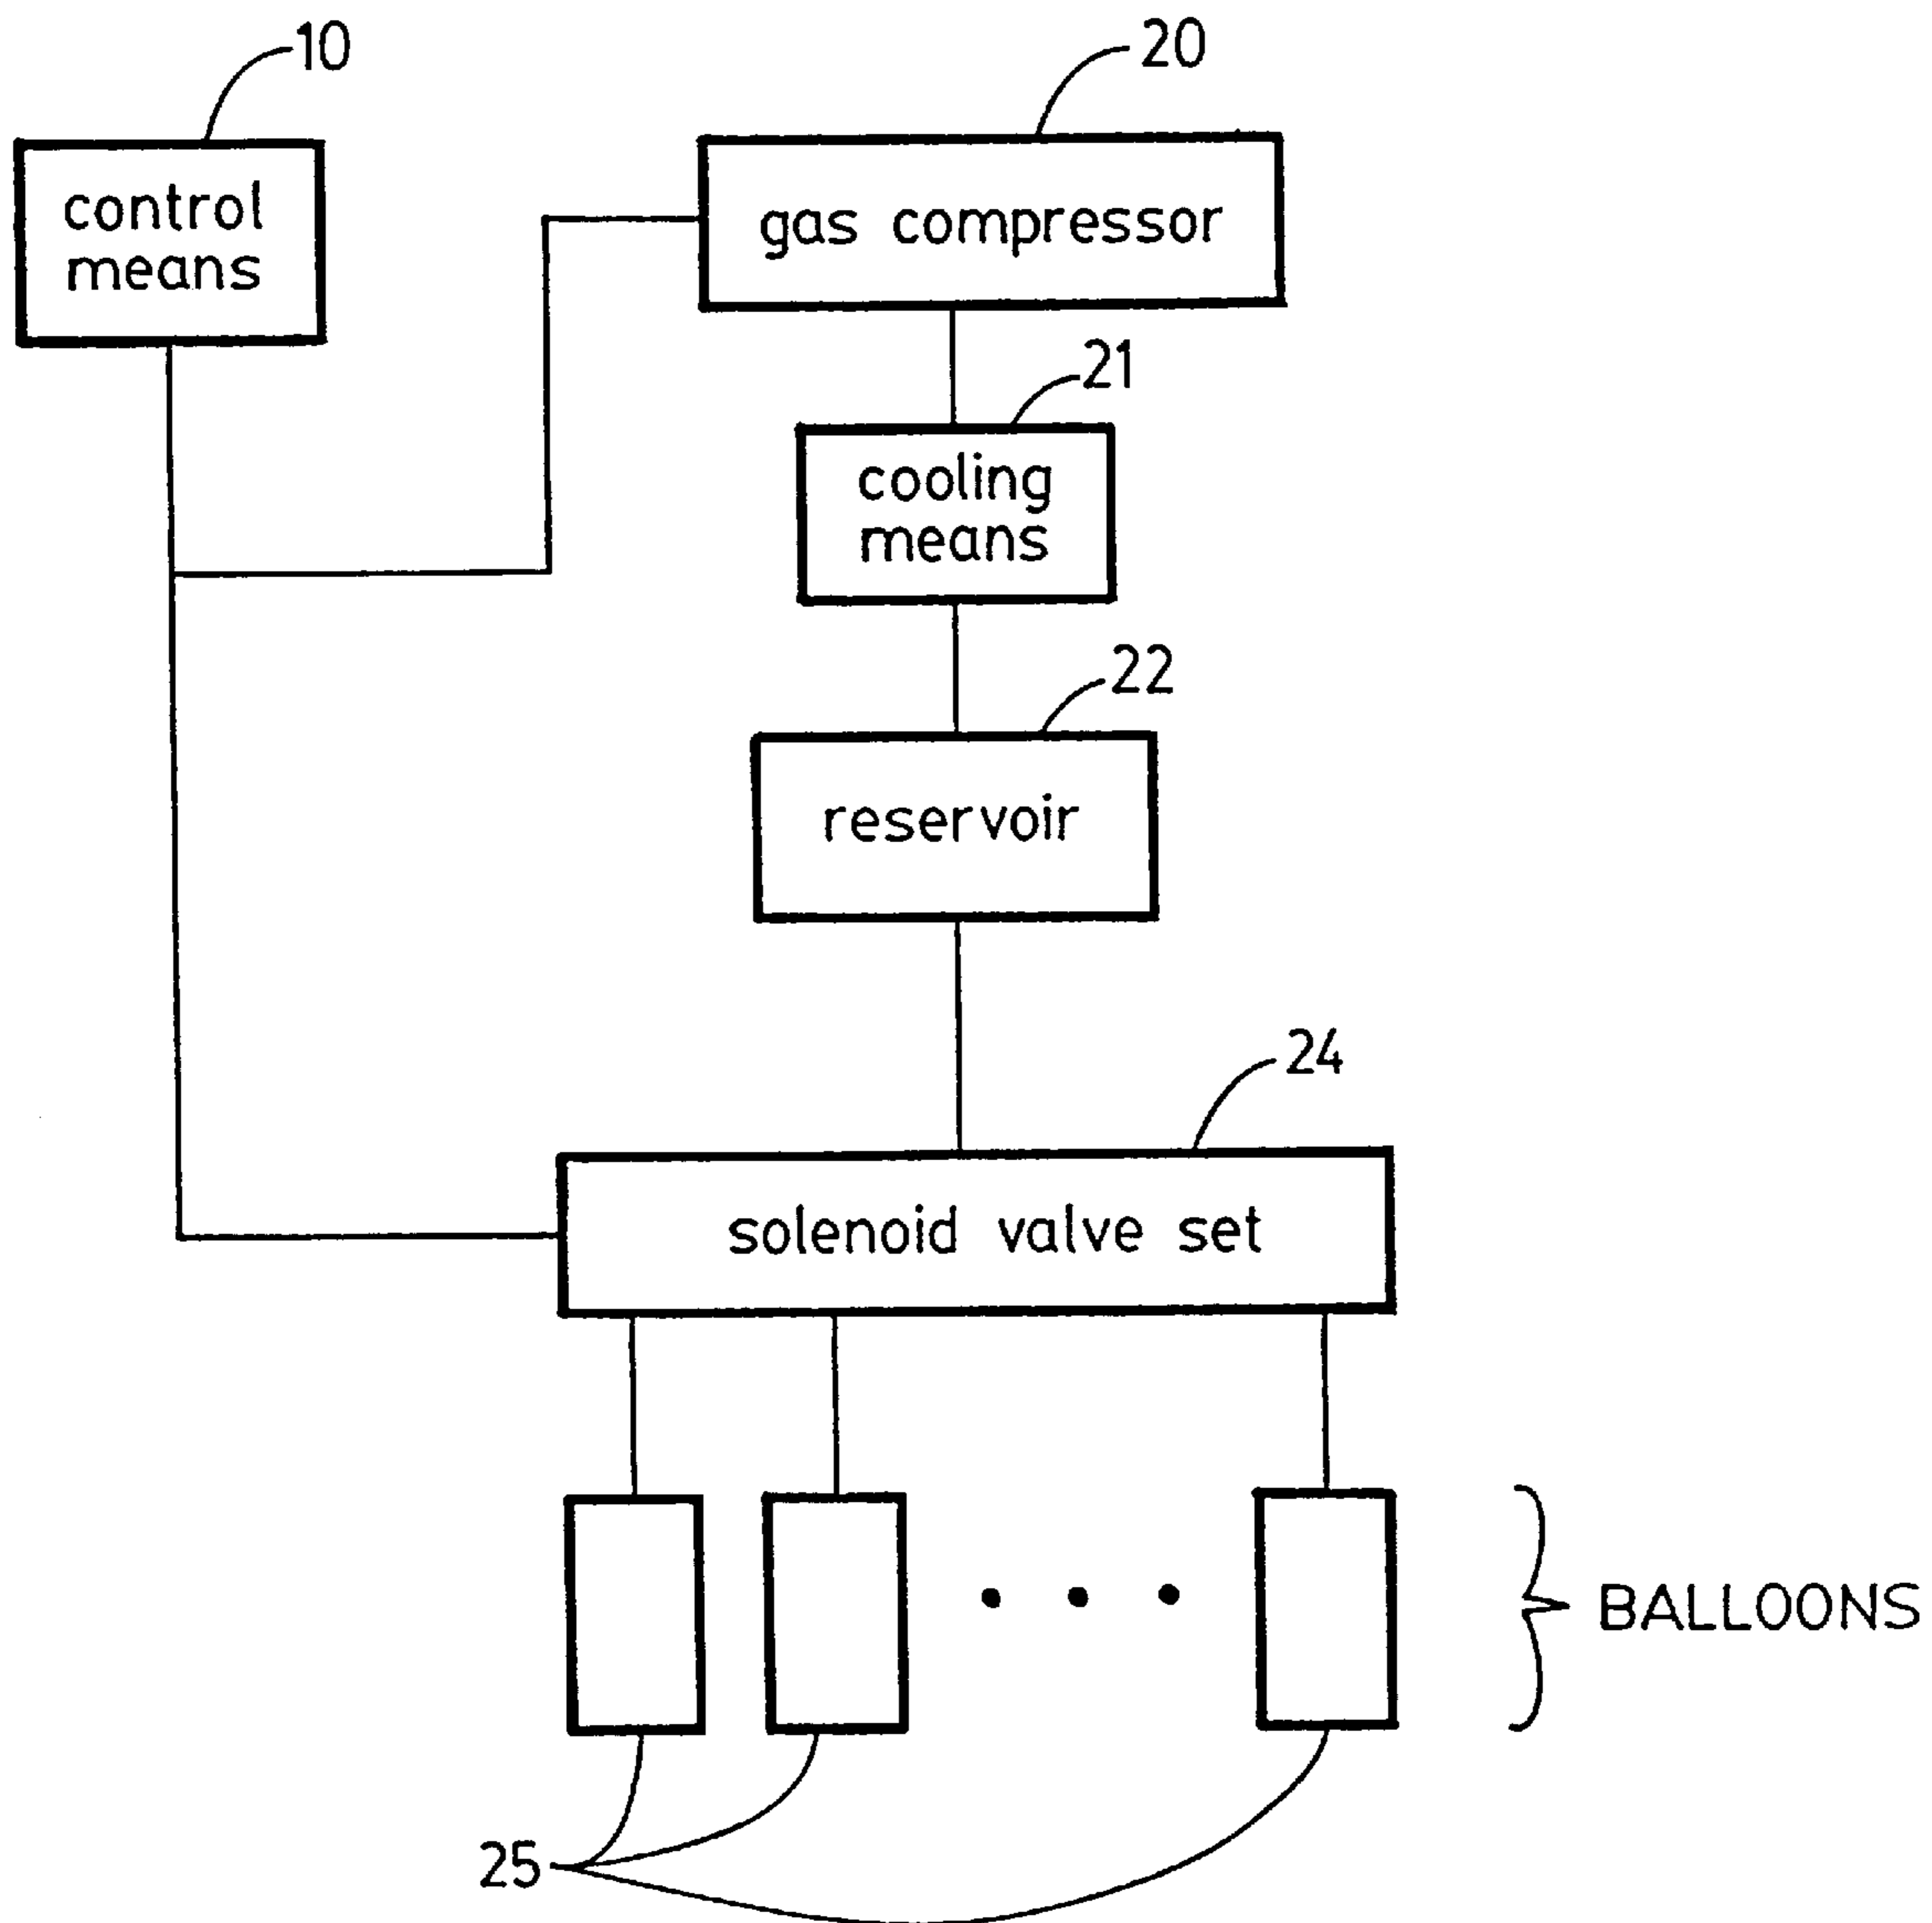 10
20
control
means
gas compressor
21
cooling
means
22
reservoir
24
solenoid valve set
BALLOONS
25